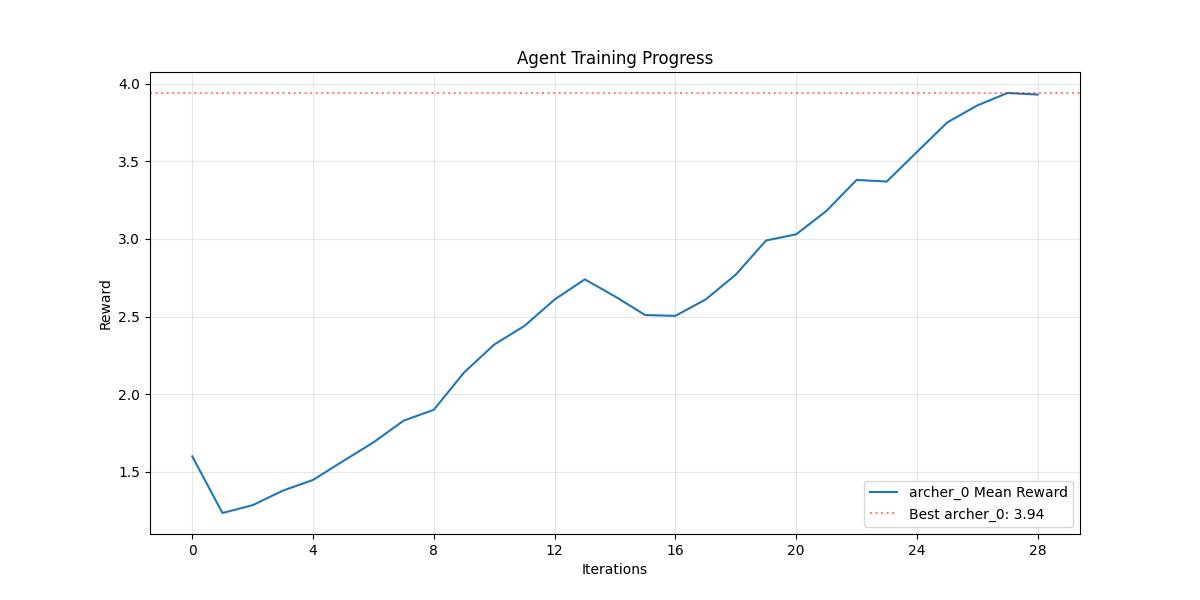 Agent Training Progress
4.0
3.5
3.0
2.5
2.0
1.5
Reward
0 4 8 12 16 20 24 28
Iterations
archer_0 Mean Reward
Best archer_0: 3.94